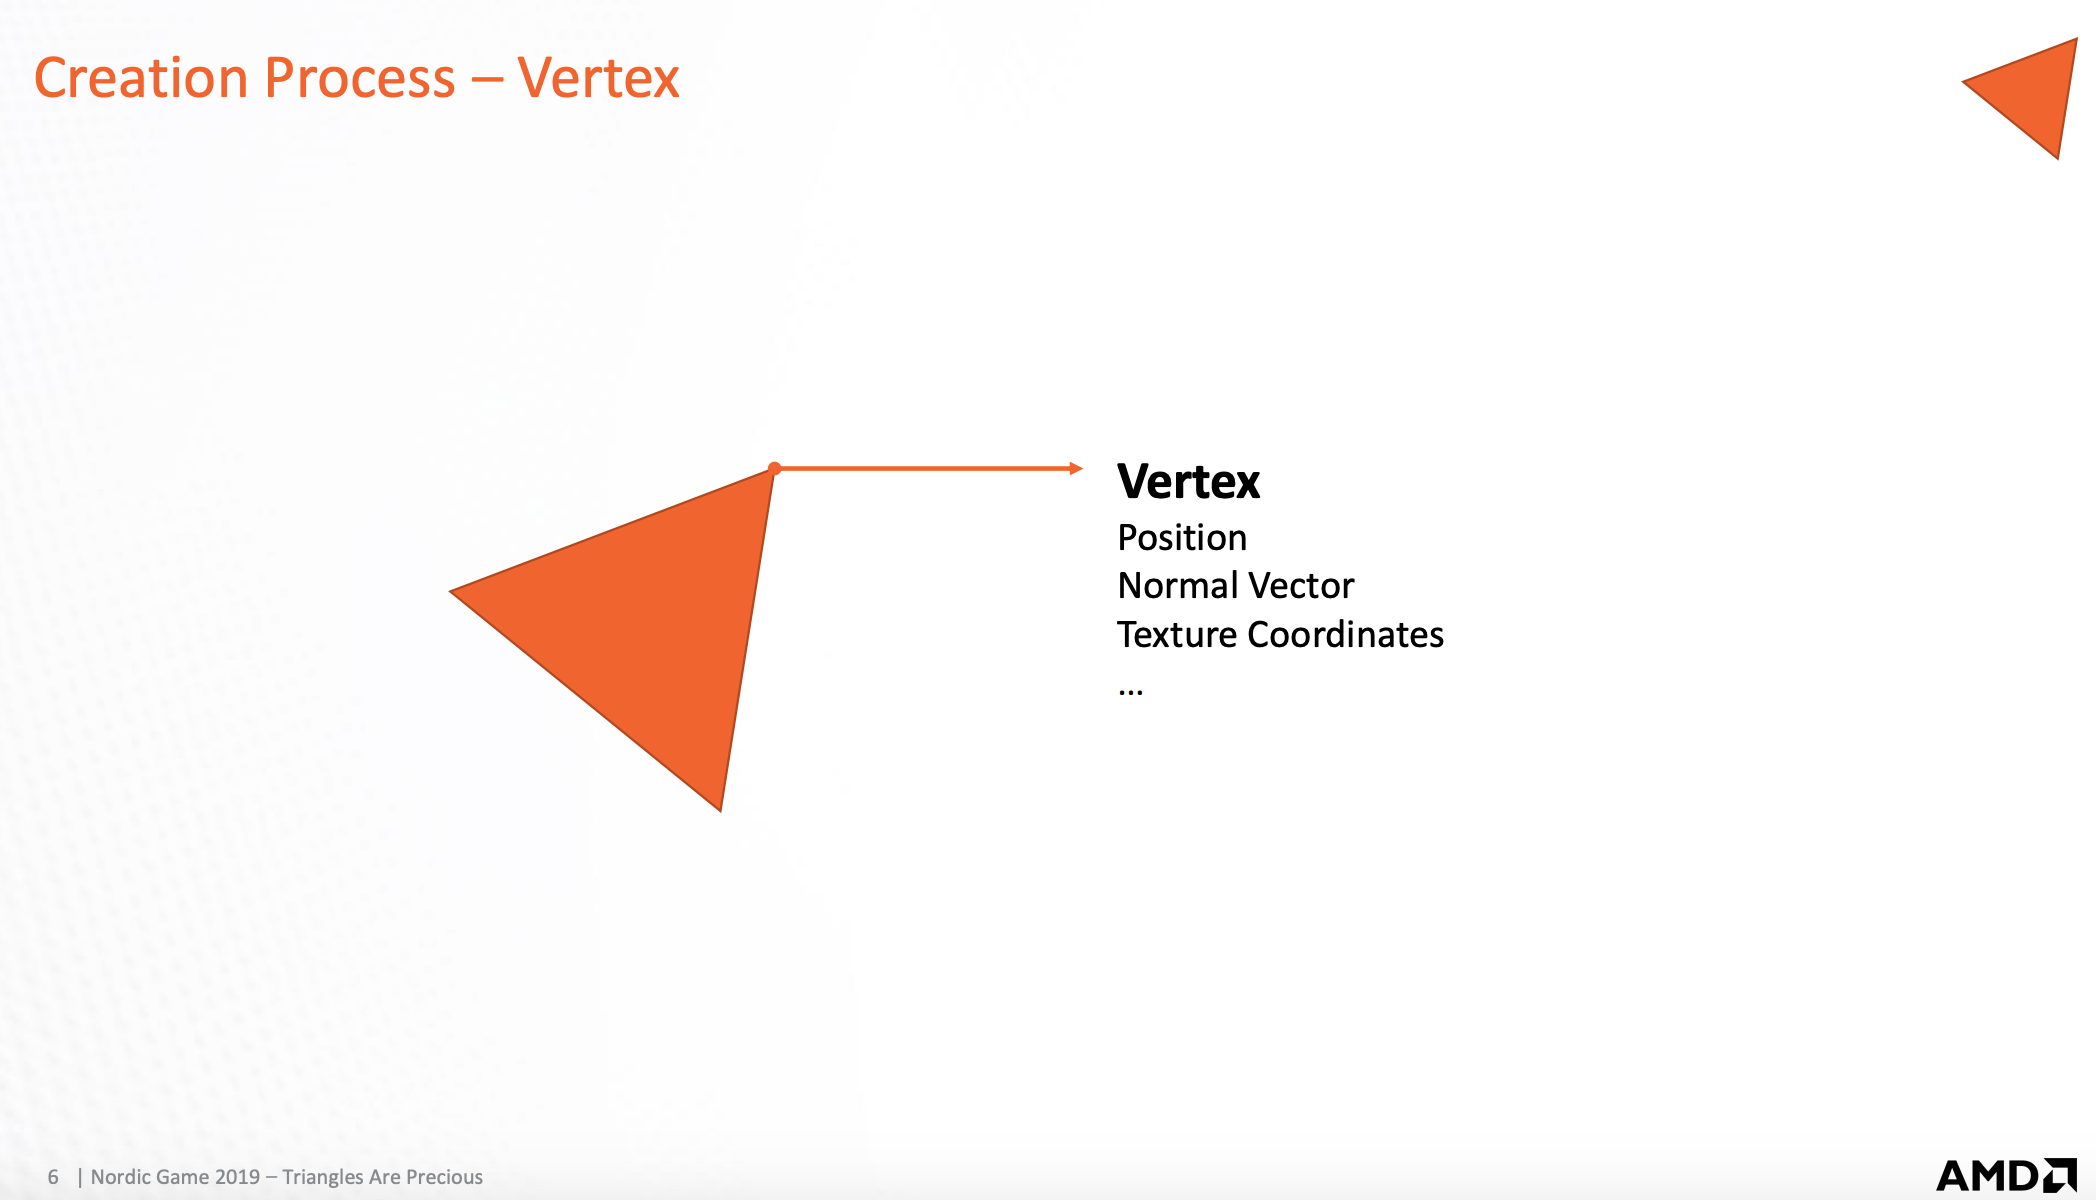 Creation Process – Vertex
Vertex
Position
Normal Vector
Texture Coordinates
...
6 | Nordic Game 2019 – Triangles Are Precious
AMD